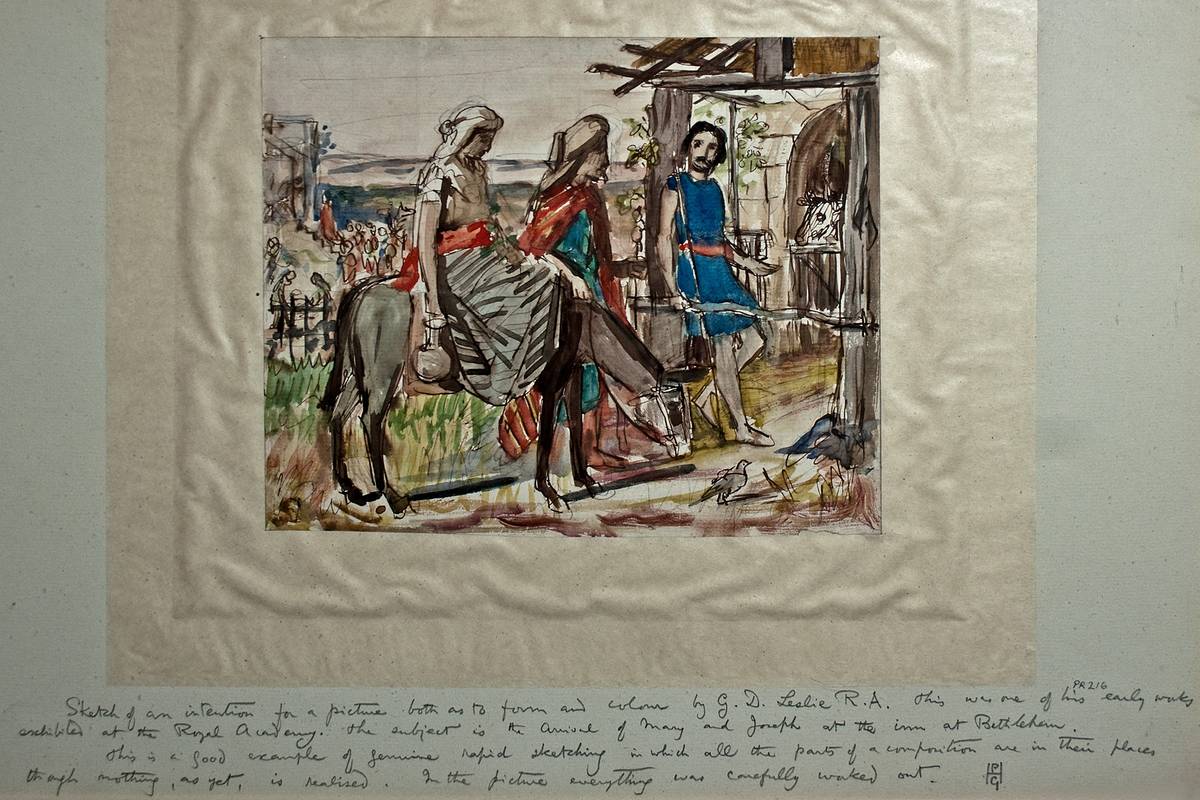 PR 216
Sketch of an intention for a picture both as to form and colour by G. D. Leslie R.A. This was one of his early works
exhibited at the Royal Academy. The subject is the arrival of Mary and Joseph at the inn at Bethlehem.
This is a good example of genuine rapid sketching in which all the parts of a composition are in their places
though nothing, as yet, is realised. In the picture everything was carefully worked out.